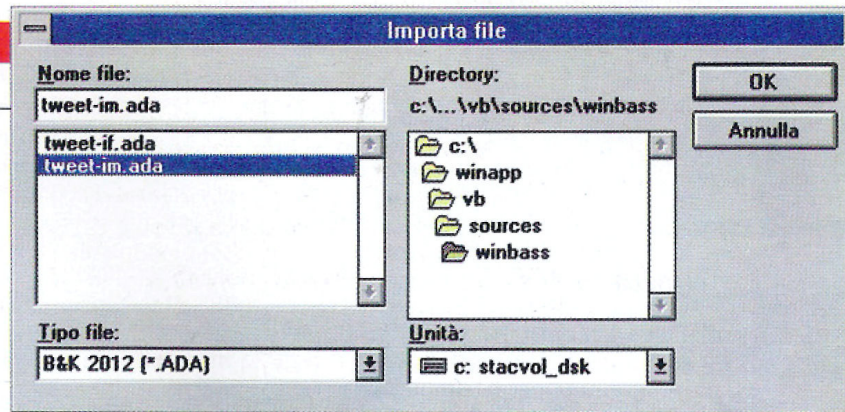 Importa file
Nome file:
tweet-im.ada
tweet-if.ada
tweet-im.ada
Tipo file:
B&K 2012 (*.ADA)
Directory:
c:\...\vb\sources\winbass
c:\
winapp
vb
sources
winbass
Unità:
c: stacvol_dsk
OK
Annulla